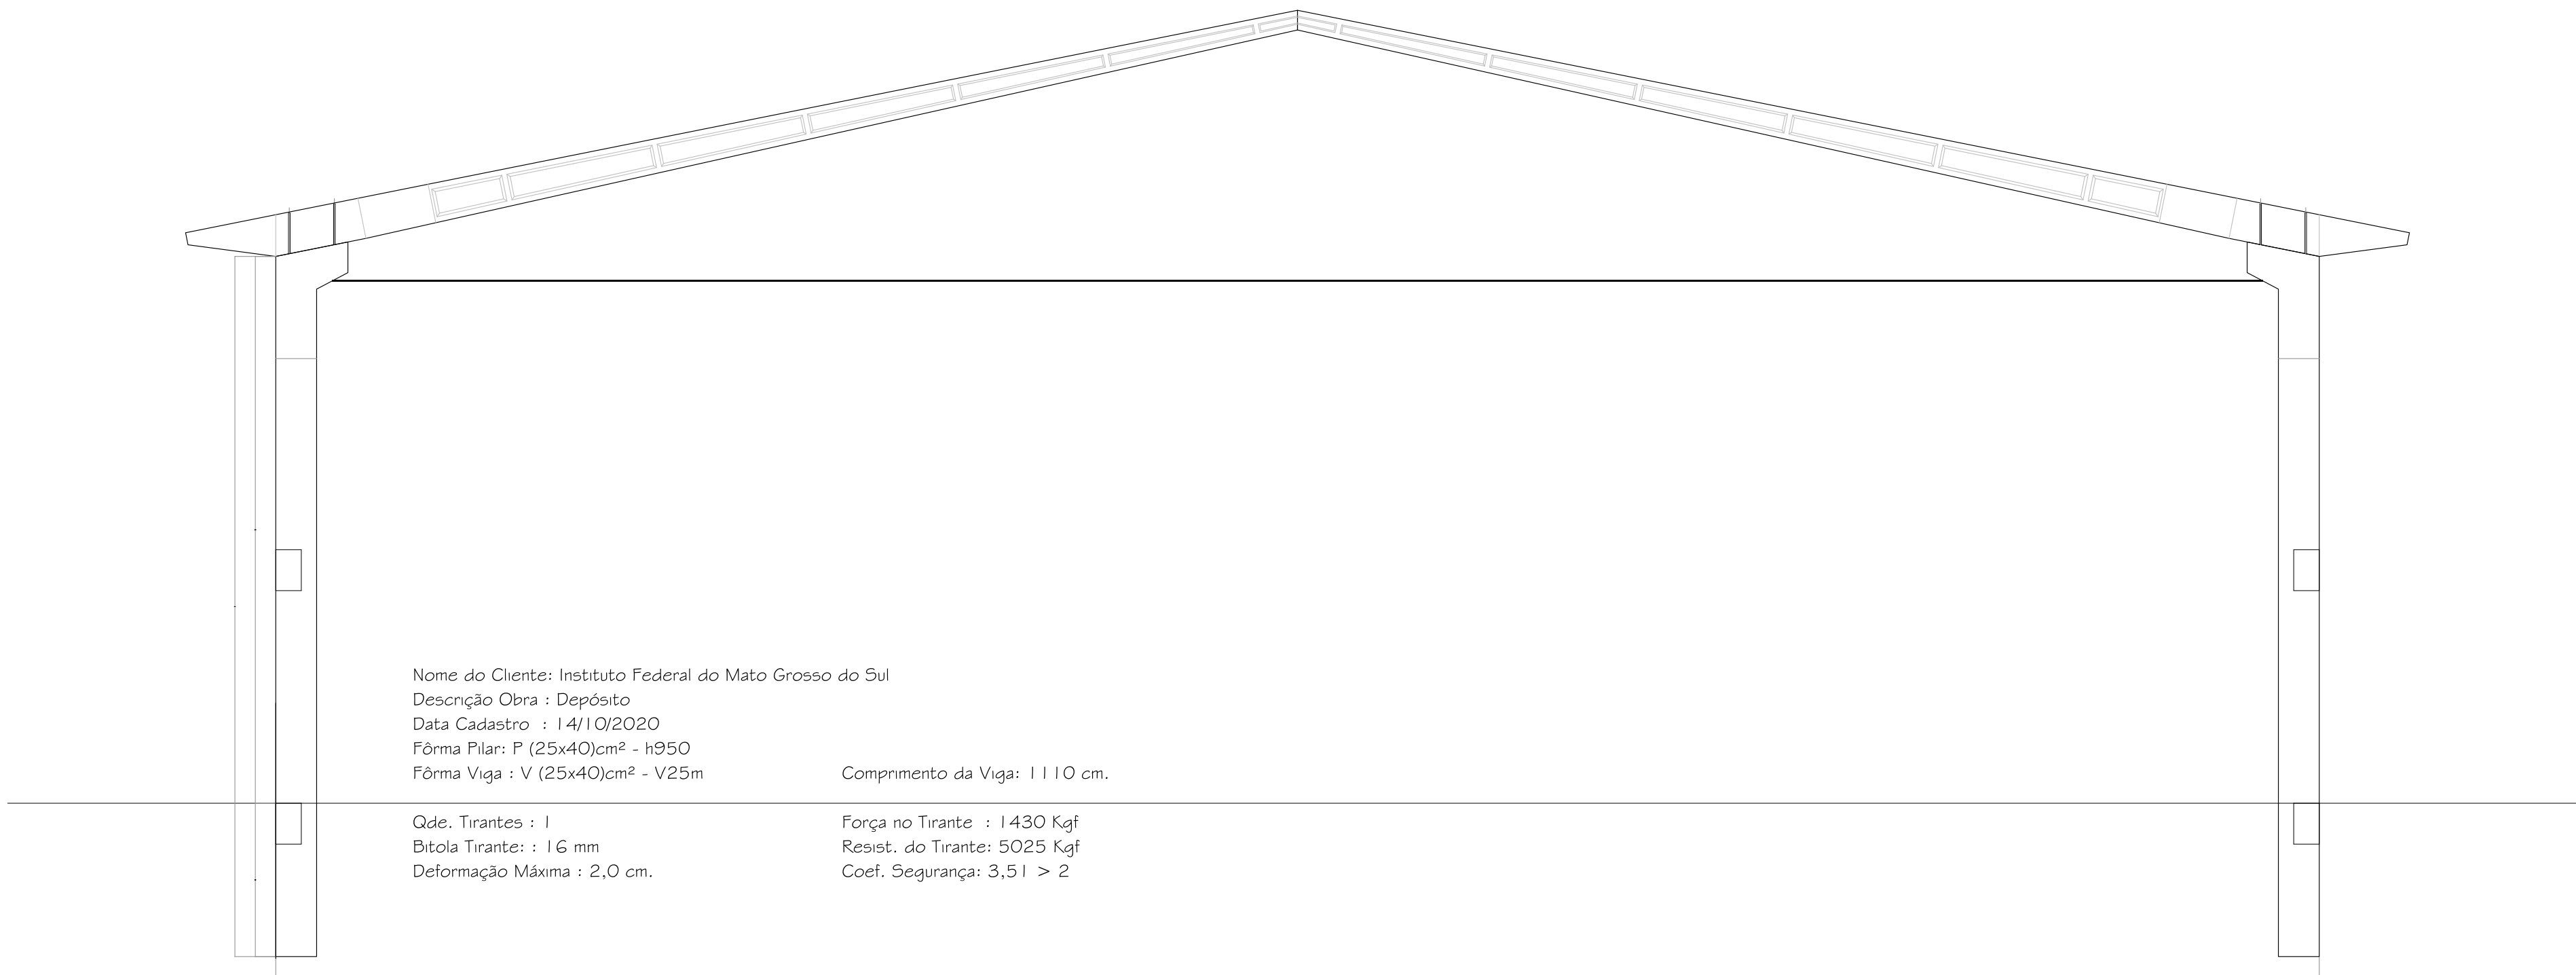 Nome do Cliente: Instituto Federal do Mato Grosso do Sul
Descrição Obra : Depósito
Data Cadastro : 14/10/2020
Fôrma Pilar: P (25x40)cm² - h950
Fôrma Viga : V (25x40)cm² - V25m Comprimento da Viga: 1110 cm.
Qde. Tirantes : 1 Força no Tirante : 1430 Kgf
Bitola Tirante: : 16 mm Resist. do Tirante: 5025 Kgf
Deformação Máxima : 2,0 cm. Coef. Segurança: 3,51 > 2